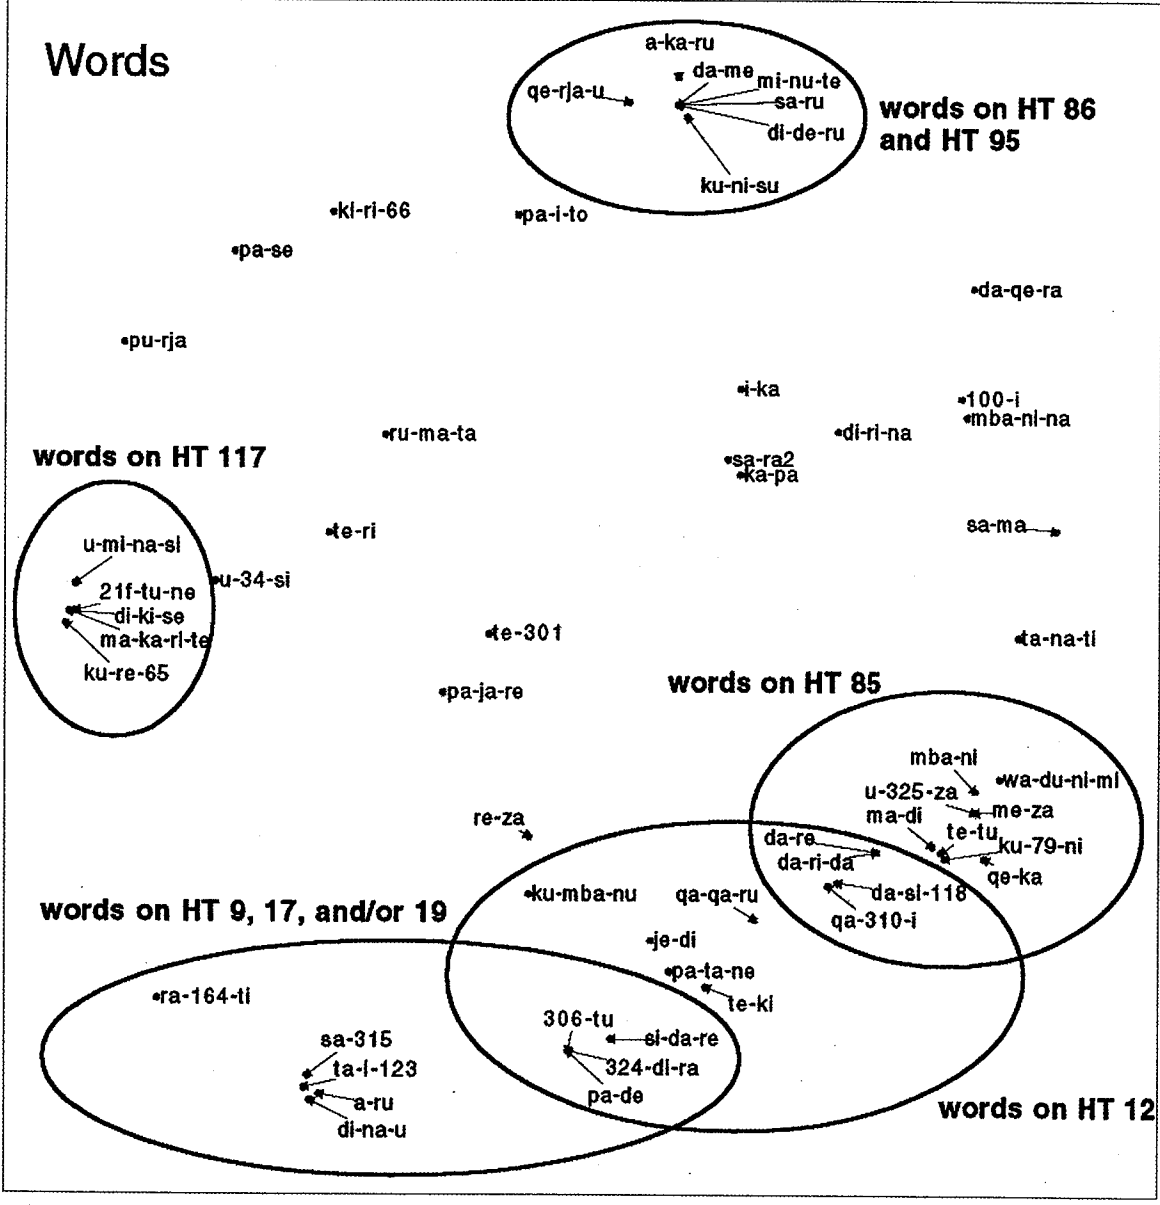 Words
a-ka-ru
da-me
mi-nu-te
qe-rja-u
sa-ru
di-de-ru
ku-ni-su
words on HT 86
and HT 95
ki-ri-66
pa-i-to
pa-se
da-qe-ra
pu-rja
i-ka
100-i
mba-ni-na
ru-ma-ta
di-ri-na
words on HT 117
sa-ra2
ka-pa
te-ri
sa-ma
u-mi-na-si
u-34-si
21f-tu-ne
di-ki-se
ma-ka-ri-te
ku-re-65
te-301
ta-na-ti
pa-ja-re
words on HT 85
mba-ni
wa-du-ni-mi
u-325-za
me-za
ma-di
te-tu
re-za
da-re
ku-79-ni
da-ri-da
qe-ka
ku-mba-nu
qa-qa-ru
da-si-118
qa-310-i
words on HT 9, 17, and/or 19
je-di
pa-ta-ne
ra-164-ti
te-ki
306-tu
sa-315
si-da-re
ta-i-123
324-di-ra
pa-de
a-ru
di-na-u
words on HT 12